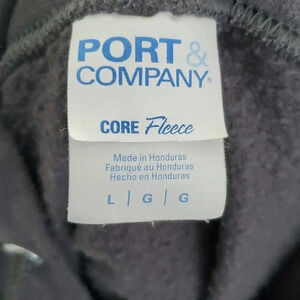 PORT &
COMPANY®
CORE Fleece
Made in Honduras
Fabriqué au Honduras
Hecho en Honduras
L | G | G